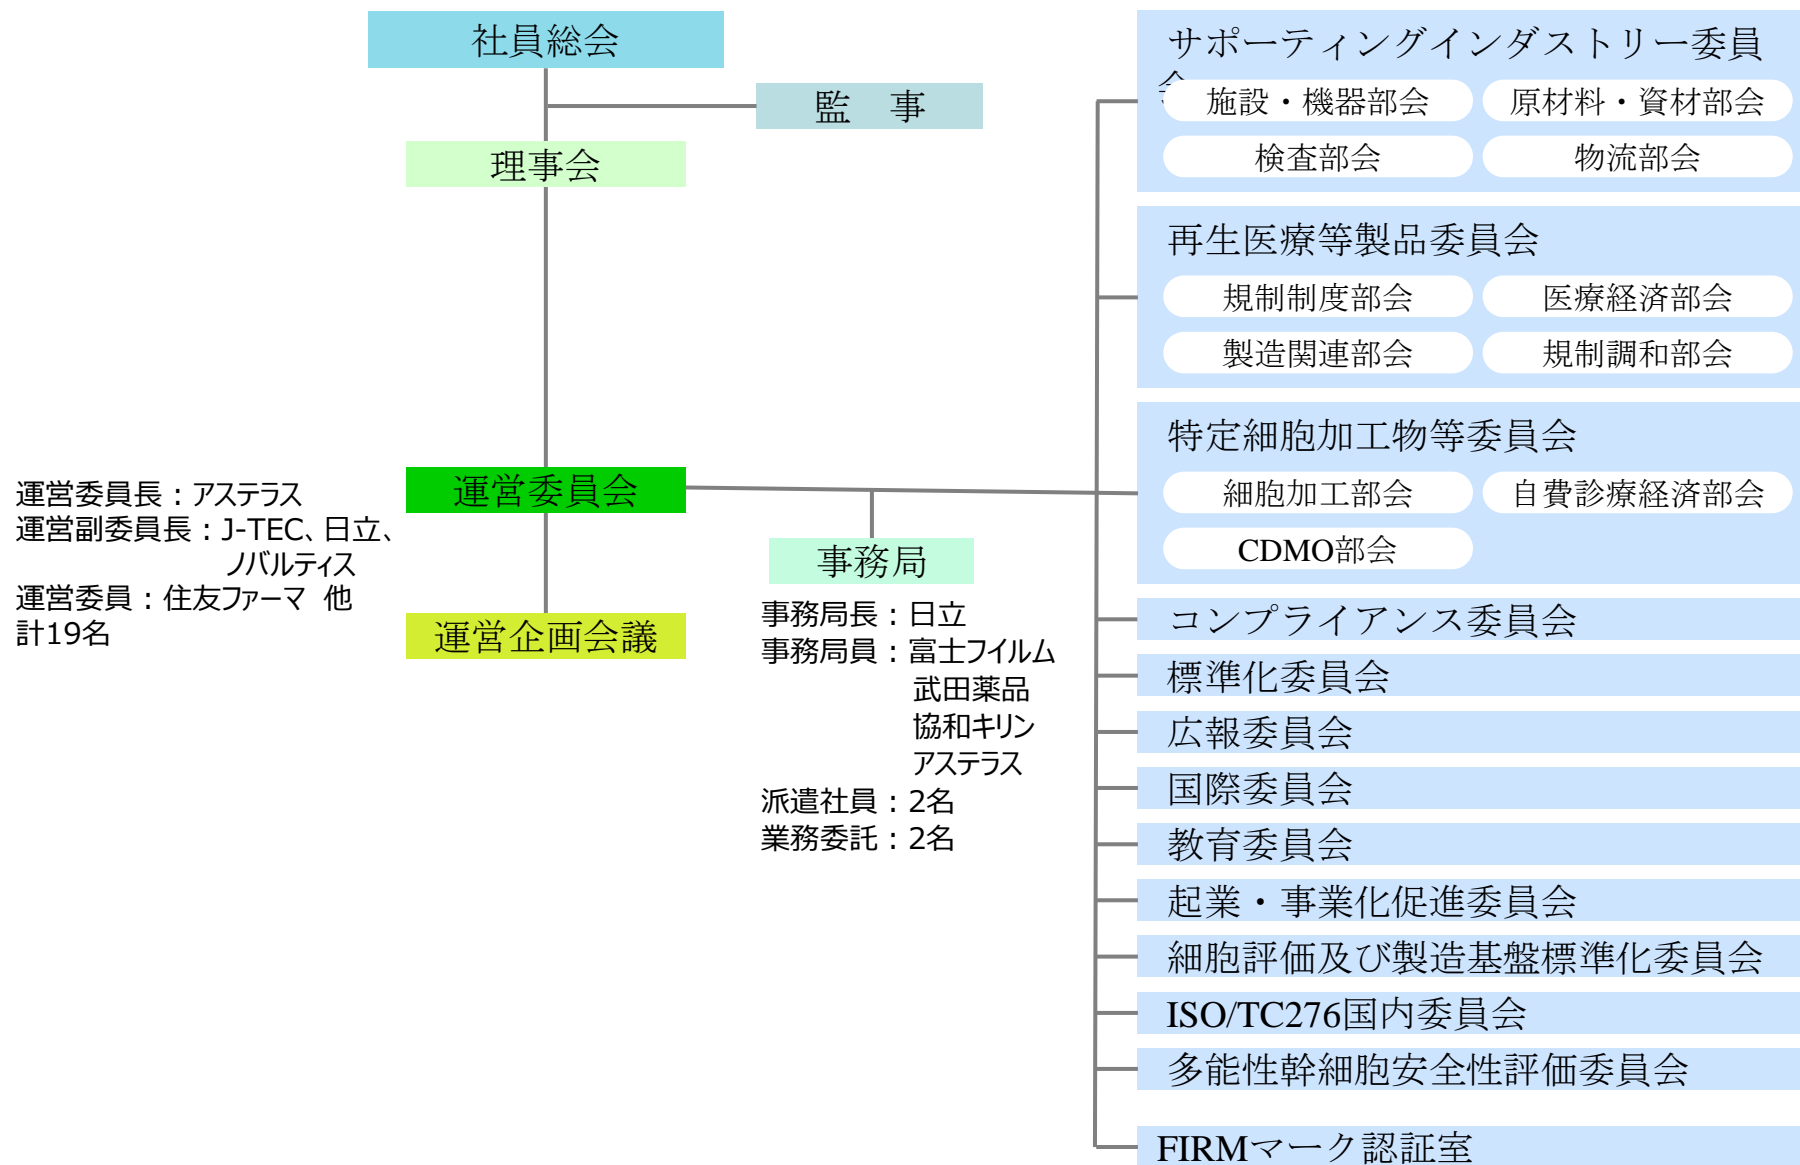 社員総会
監　事
理事会
運営委員会
運営委員長：アステラス
運営副委員長：J-TEC、日立、
ノバルティス
運営委員：住友ファーマ 他
計19名
運営企画会議
事務局
事務局長：日立
事務局員：富士フイルム
武田薬品
協和キリン
アステラス
派遣社員：2名
業務委託：2名
サポーティングインダストリー委員
会
施設・機器部会
原材料・資材部会
検査部会
物流部会
再生医療等製品委員会
規制制度部会
医療経済部会
製造関連部会
規制調和部会
特定細胞加工物等委員会
細胞加工部会
自費診療経済部会
CDMO部会
コンプライアンス委員会
標準化委員会
広報委員会
国際委員会
教育委員会
起業・事業化促進委員会
細胞評価及び製造基盤標準化委員会
ISO/TC276国内委員会
多能性幹細胞安全性評価委員会
FIRMマーク認証室